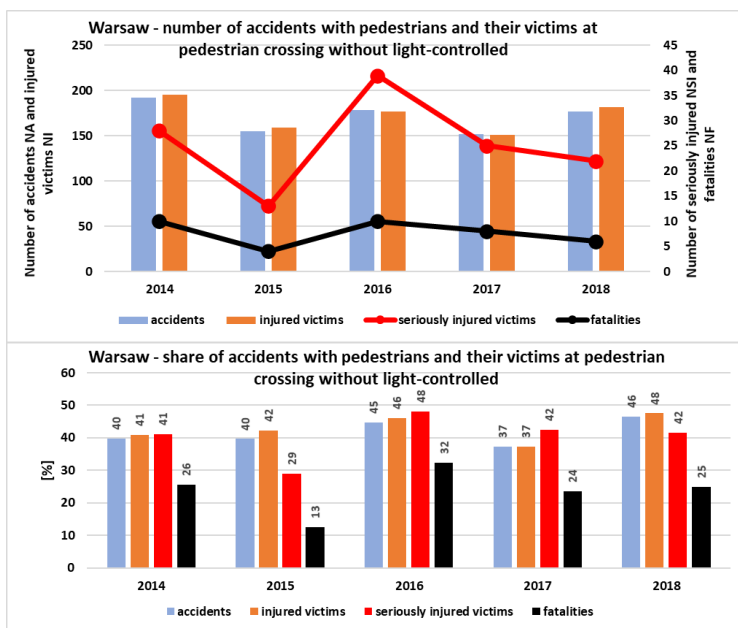 Warsaw - number of accidents with pedestrians and their victims at
pedestrian crossing without light-controlled
Number of accidents NA and injured
victims NI
250
200
150
100
50
0
45
40
35
30
25
20
15
10
5
0
Number of seriously injured NSI and
fatalities NF
2014 2015 2016 2017 2018
accidents injured victims seriously injured victims fatalities
Warsaw - share of accidents with pedestrians and their victims at pedestrian
crossing without light-controlled
[%]
60
50
40
30
20
10
0
40 41 41 26
40 42 29 13
45 46 48 32
37 37 42 24
46 48 42 25
2014 2015 2016 2017 2018
accidents injured victims seriously injured victims fatalities